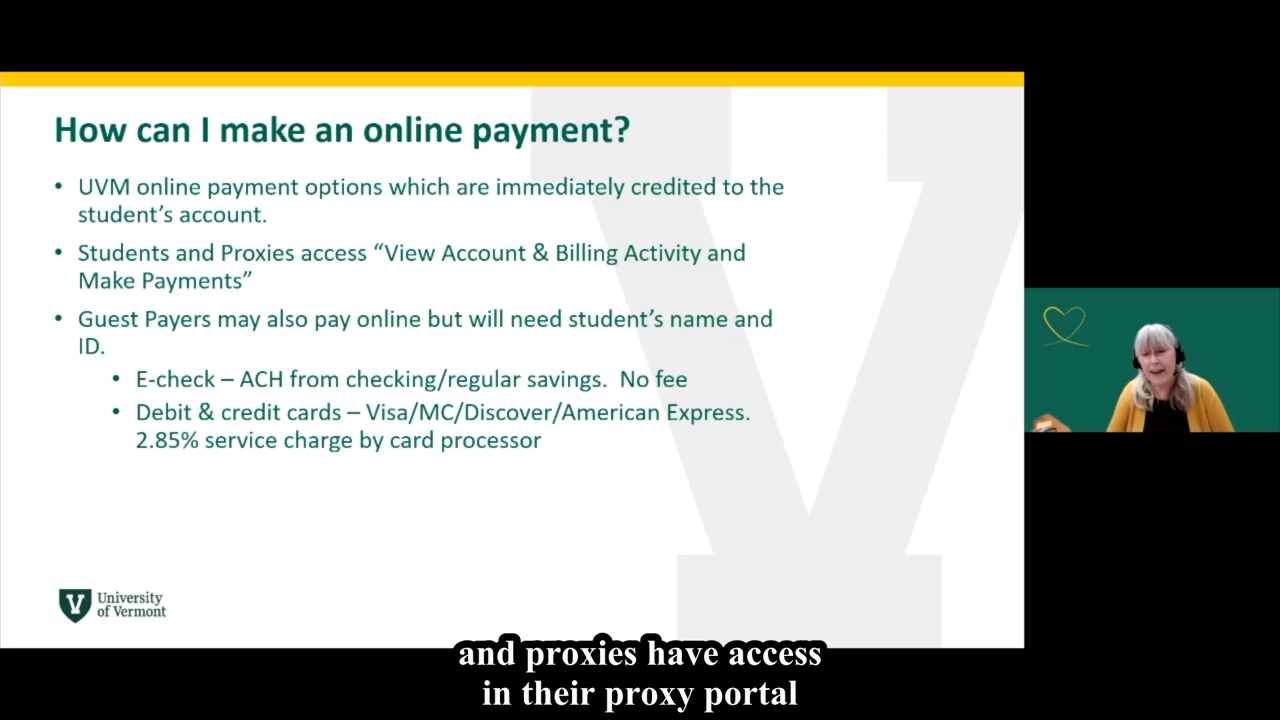 How can I make an online payment?
• UVM online payment options which are immediately credited to the
student's account.
• Students and Proxies access “View Account & Billing Activity and
Make Payments”
• Guest Payers may also pay online but will need student's name and
ID.
• E-check – ACH from checking/regular savings.  No fee
• Debit & credit cards – Visa/MC/Discover/American Express.
2.85% service charge by card processor
V
University
of Vermont
and proxies have access
in their proxy portal